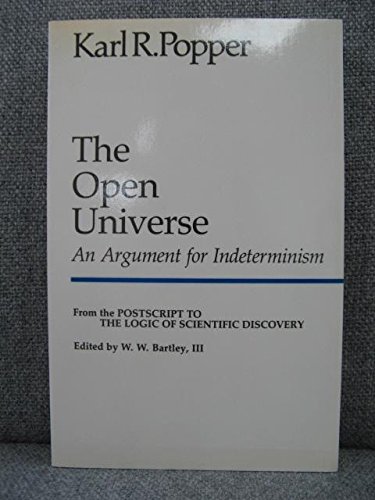 Karl R. Popper
The
Open
Universe
An Argument for Indeterminism
From the POSTSCRIPT TO
THE LOGIC OF SCIENTIFIC DISCOVERY
Edited by W. W. Bartley, III